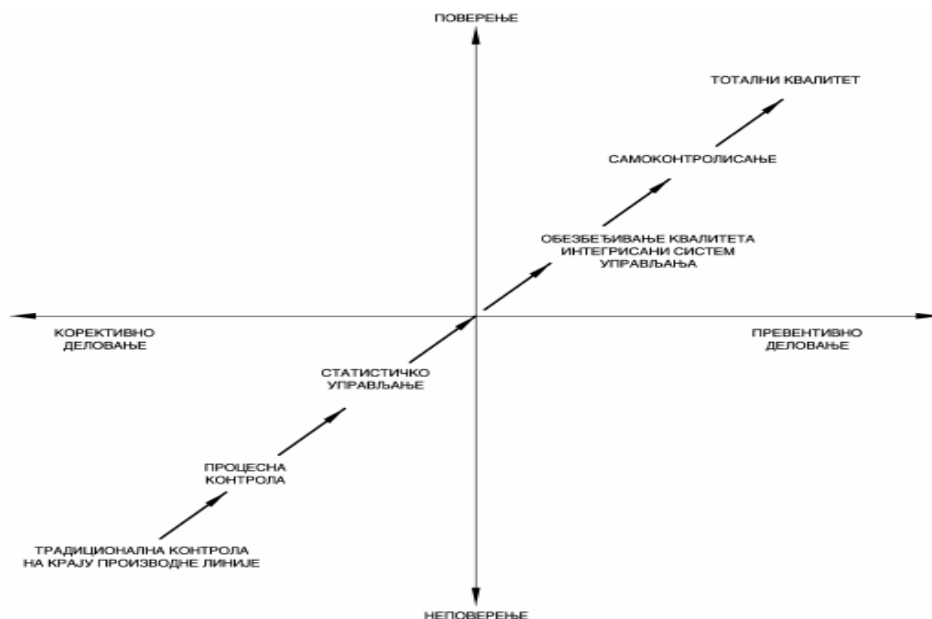 ПОВЕРЕЊЕ
ТОТАЛНИ КВАЛИТЕТ
САМОКОНТРОЛИСАЊЕ
ОБЕЗБЕЂИВАЊЕ КВАЛИТЕТА
ИНТЕГРИСАНИ СИСТЕМ
УПРАВЉАЊА
КОРЕКТИВНО
ДЕЛОВАЊЕ
ПРЕВЕНТИВНО
ДЕЛОВАЊЕ
СТАТИСТИЧКО
УПРАВЉАЊЕ
ПРОЦЕСНА
КОНТРОЛА
ТРАДИЦИОНАЛНА КОНТРОЛА
НА КРАЈУ ПРОИЗВОДНЕ ЛИНИЈЕ
НЕПОВЕРЕЊЕ